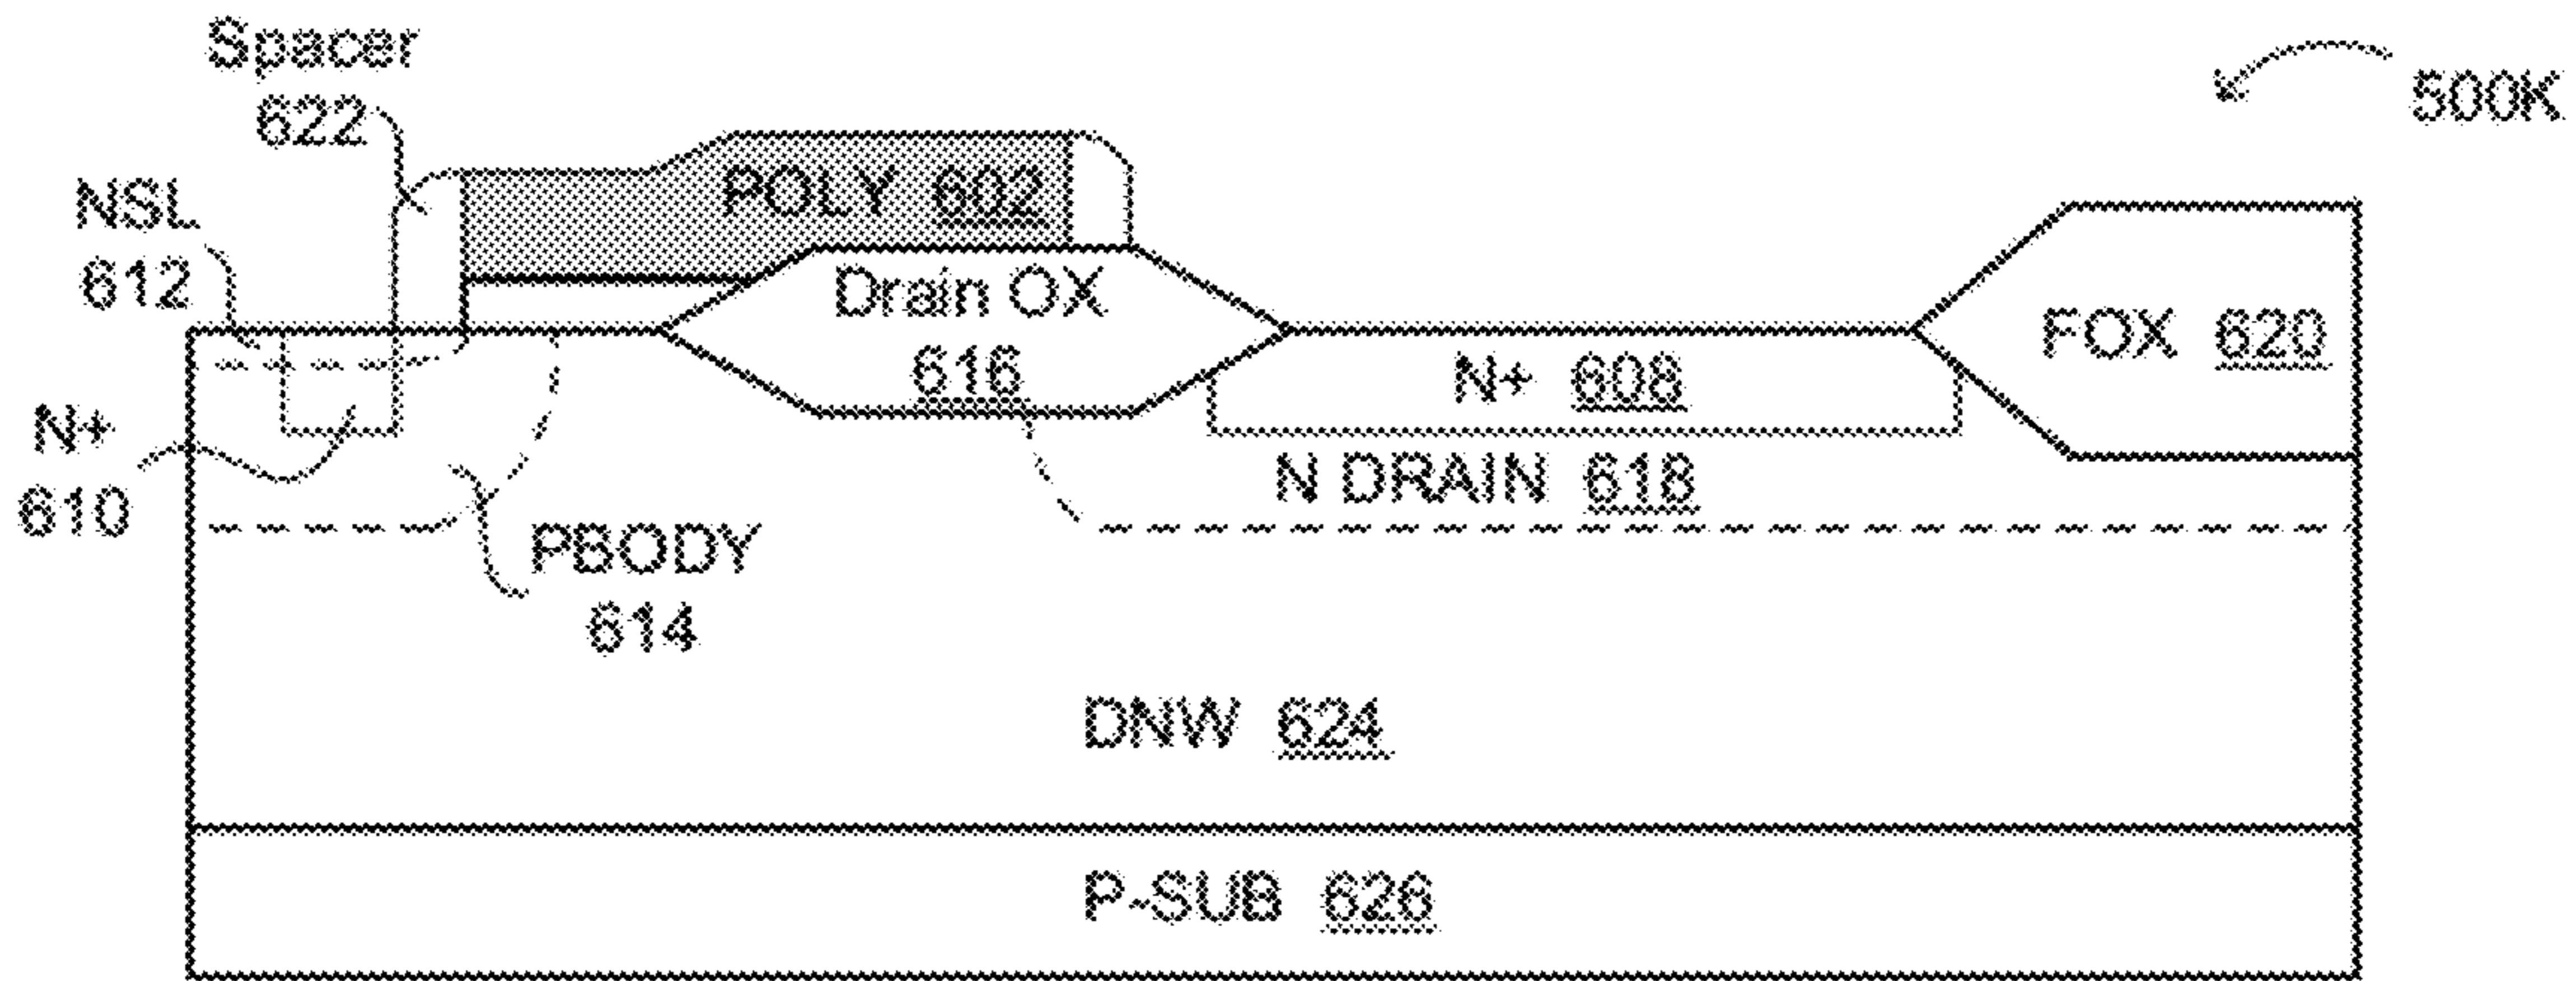 Spacer
622
500K
NSL
612
POLY 602
Drain OX
616
FOX 620
N+ 608
N+
610
N DRAIN 618
PBODY
614
DNW 624
P-SUB 626